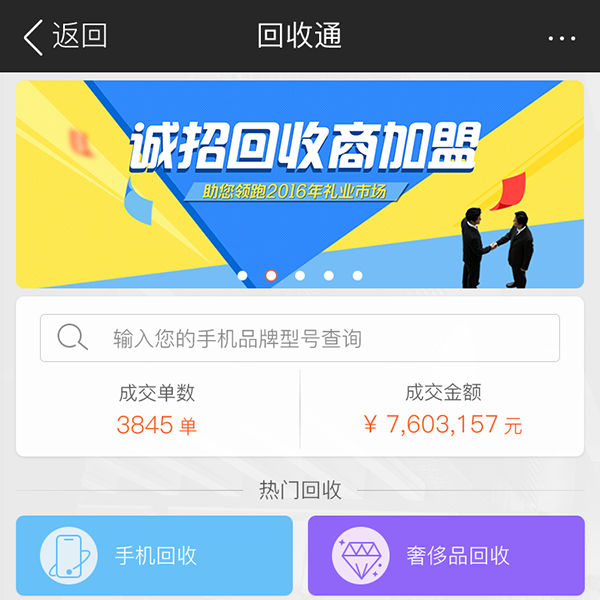 返回
回收通
...
诚招回收商加盟
助您领跑2016年礼业市场
输入您的手机品牌型号查询
成交单数
成交金额
3845 单
¥ 7,603,157 元
热门回收
手机回收
奢侈品回收